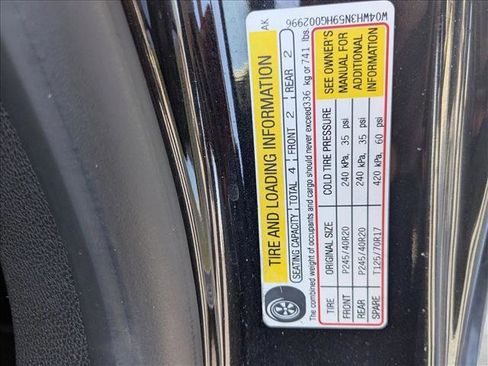 TIRE AND LOADING INFORMATION
SEATING CAPACITY TOTAL 4 FRONT 2 REAR 2
The combined weight of occupants and cargo should never exceed 336 kg or 741 lbs.
TIRE ORIGINAL SIZE COLD TIRE PRESSURE
FRONT P245/40R20 240 kPa, 35 psi
REAR P245/40R20 240 kPa, 35 psi
SPARE T125/70R17 420 kPa, 60 psi
SEE OWNER'S
MANUAL FOR
ADDITIONAL
INFORMATION
AK
W04WH3N59HG002996